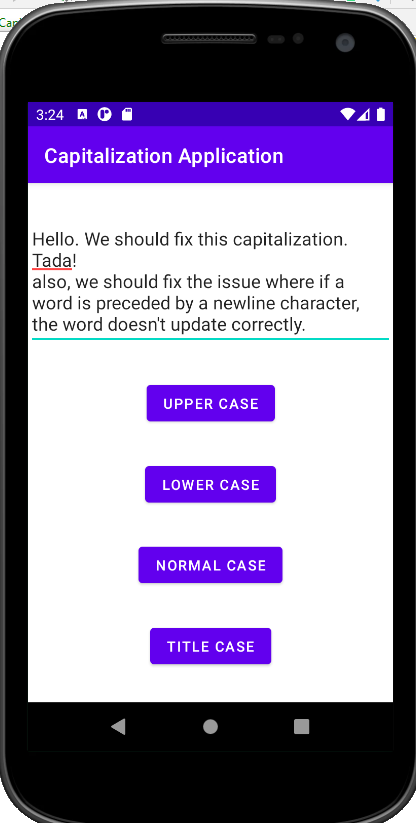 Cap
3:24
Capitalization Application
Hello. We should fix this capitalization.
Tada!
also, we should fix the issue where if a
word is preceded by a newline character,
the word doesn't update correctly.
UPPER CASE
LOWER CASE
NORMAL CASE
TITLE CASE